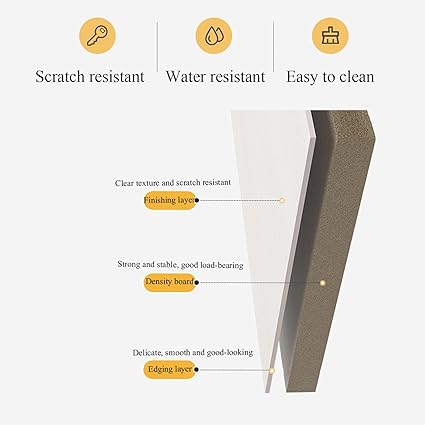 Scratch resistant
Water resistant
Easy to clean
Clear texture and scratch resistant
Finishing layer
Strong and stable, good load-bearing
Density board
Delicate, smooth and good-looking
Edging layer